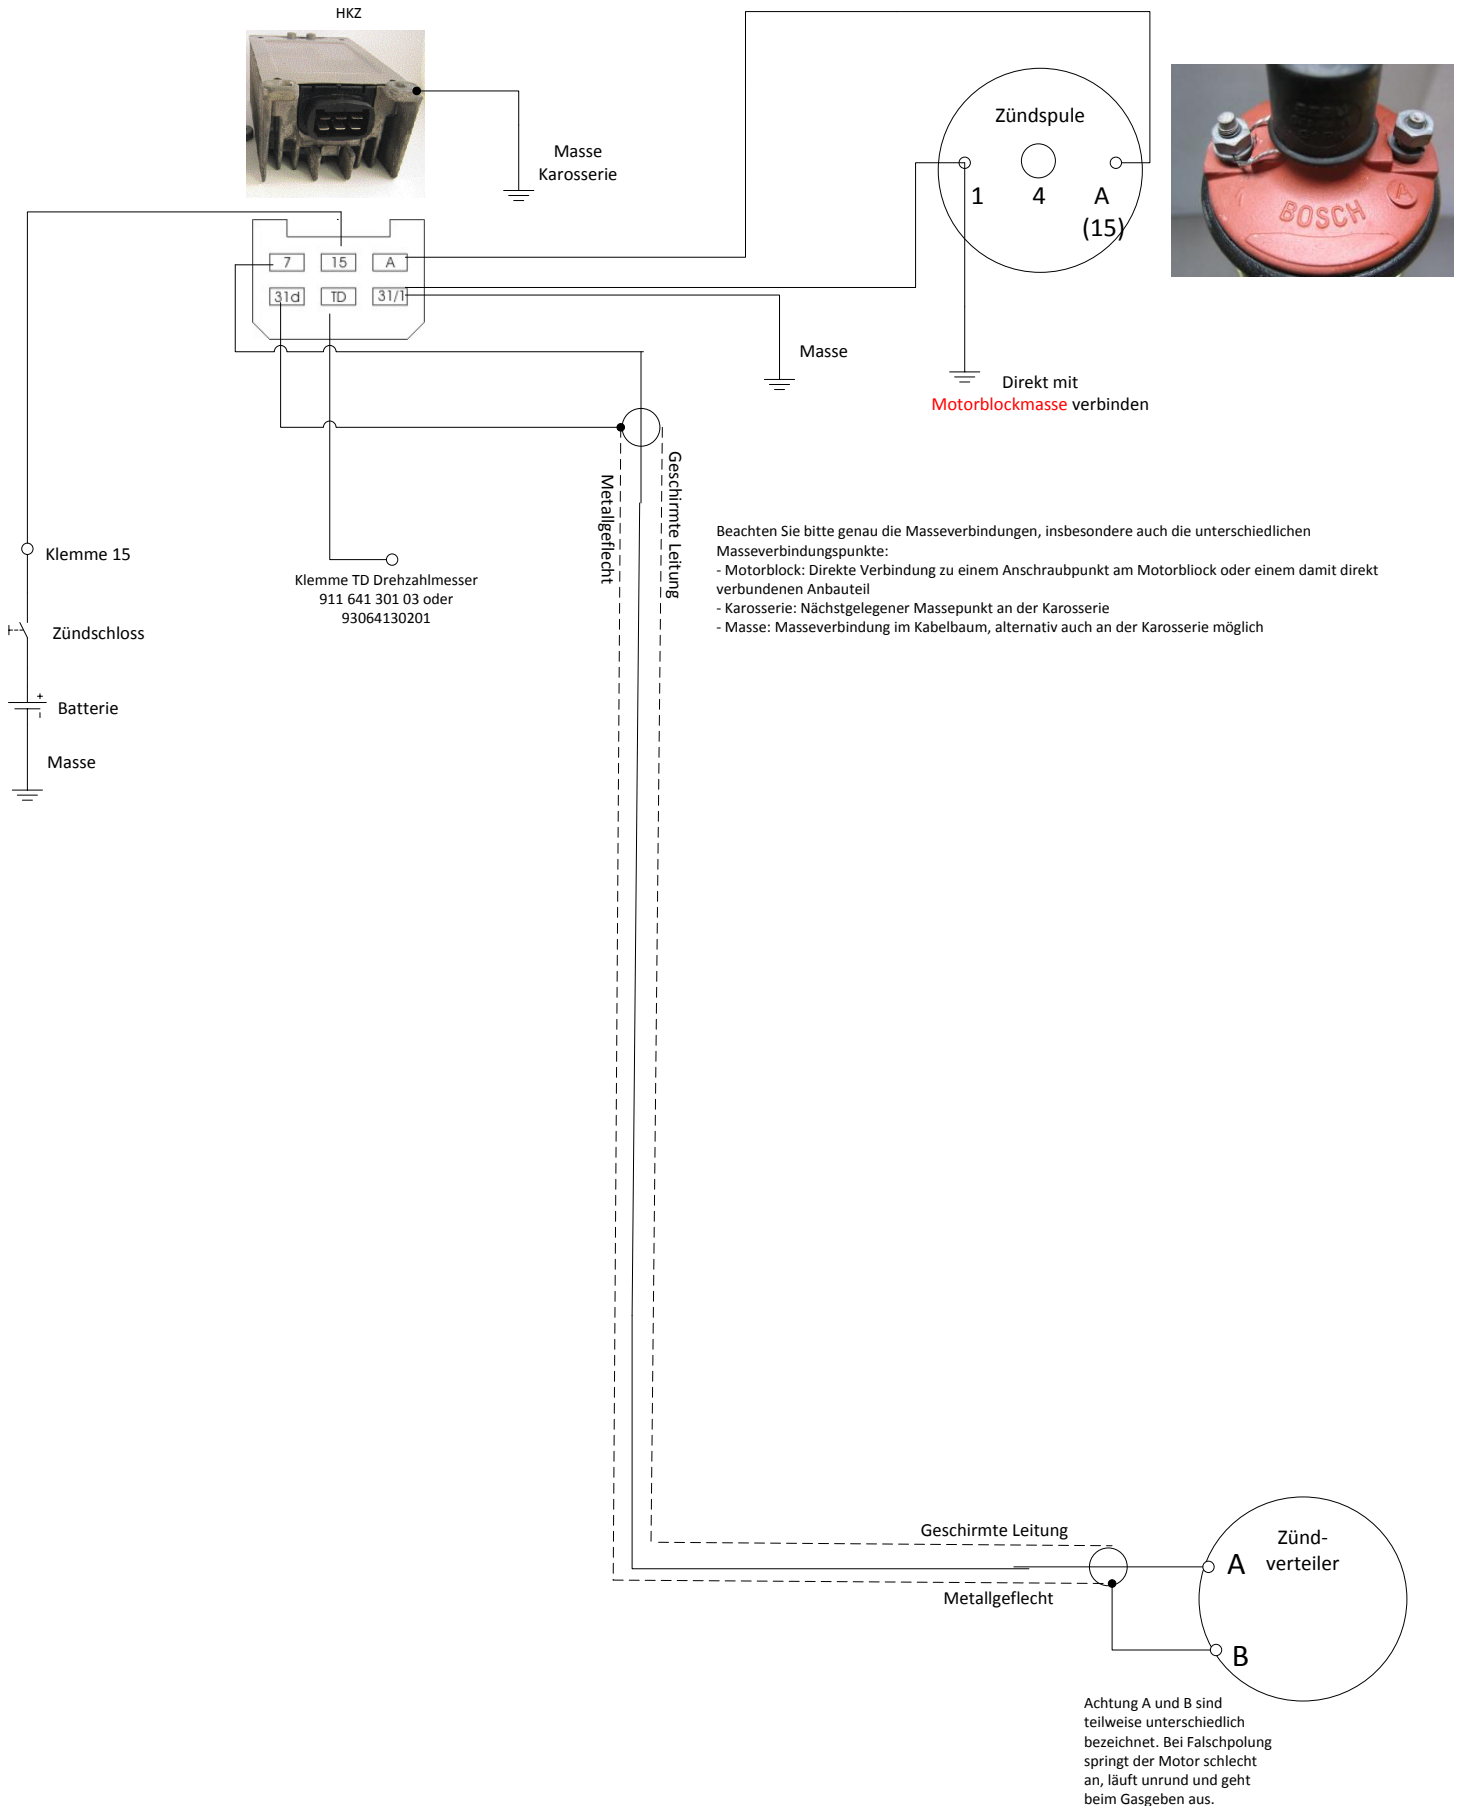 HKZ
Masse
Karosserie
Zündspule
1
4
A
(15)
BOSCH
A
7
15
A
31d
TD
31/1
Masse
Direkt mit
Motorblockmasse verbinden
Geschirmte Leitung
Metallgeflecht
Beachten Sie bitte genau die Masseverbindungen, insbesondere auch die unterschiedlichen
Masseverbindungspunkte:
- Motorblock: Direkte Verbindung zu einem Anschraubpunkt am Motorbliock oder einem damit direkt
verbundenen Anbauteil
- Karosserie: Nächstgelegener Massepunkt an der Karosserie
- Masse: Masseverbindung im Kabelbaum, alternativ auch an der Karosserie möglich
Klemme 15
Klemme TD Drehzahlmesser
911 641 301 03 oder
93064130201
Zündschloss
+
-
Batterie
Masse
Geschirmte Leitung
Metallgeflecht
Zünd-
verteiler
A
B
Achtung A und B sind
teilweise unterschiedlich
bezeichnet. Bei Falschpolung
springt der Motor schlecht
an, läuft unrund und geht
beim Gasgeben aus.